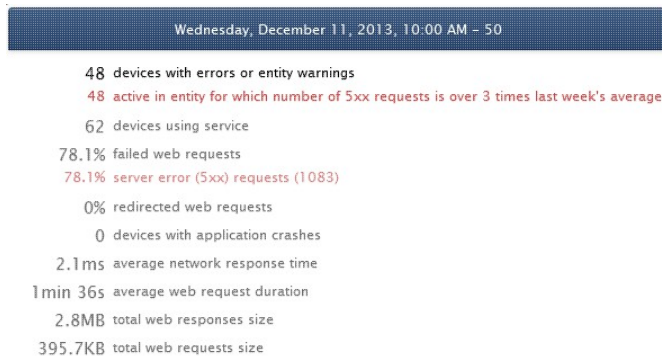 Wednesday, December 11, 2013, 10:00 AM – 50
48 devices with errors or entity warnings
48 active in entity for which number of 5xx requests is over 3 times last week's average
62 devices using service
78.1% failed web requests
78.1% server error (5xx) requests (1083)
0% redirected web requests
0 devices with application crashes
2.1ms average network response time
1min 36s average web request duration
2.8MB total web responses size
395.7KB total web requests size